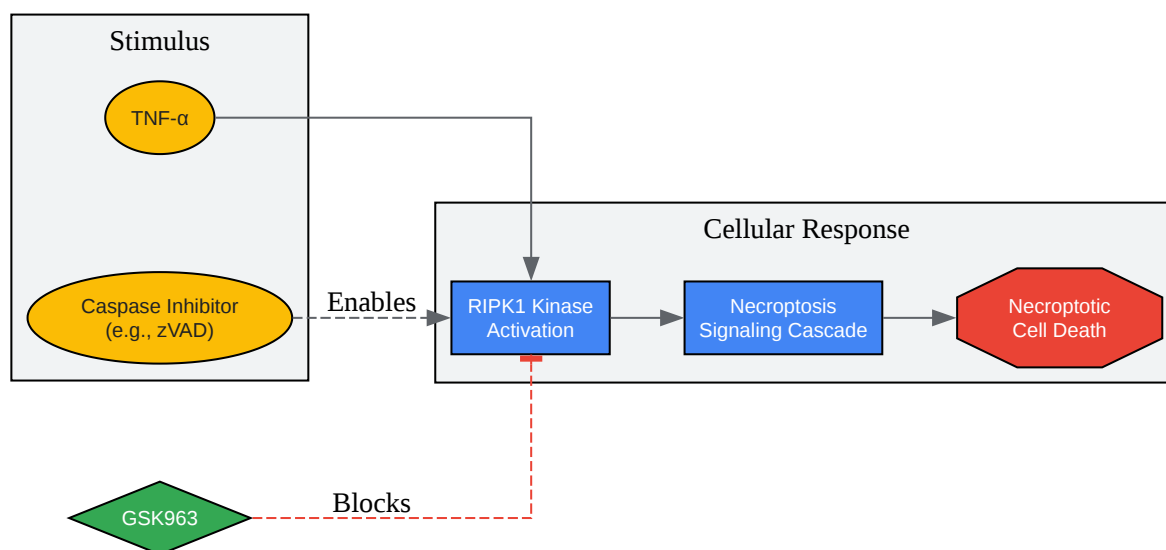 Stimulus
TNF-α
Caspase Inhibitor
(e.g., zVAD)
Enables
Cellular Response
RIPK1 Kinase
Activation
Necroptosis
Signaling Cascade
Necroptotic
Cell Death
GSK963
Blocks